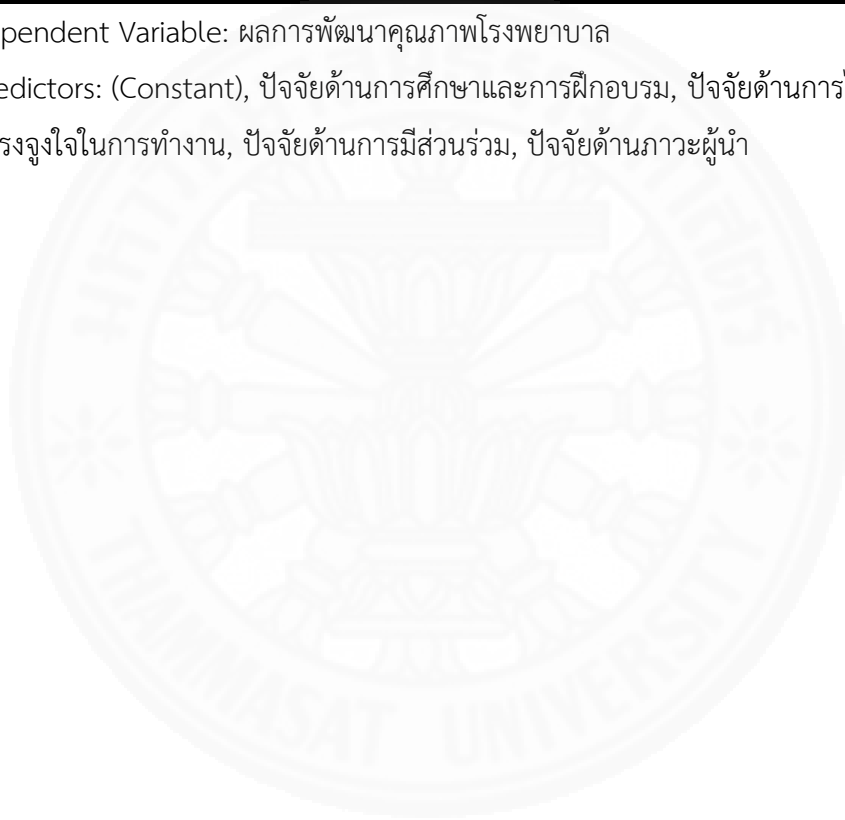 pendent Variable: ผลการพัฒนาคุณภาพโรงพยาบาล
edictors: (Constant), ปัจจัยด้านการศึกษาและการฝึกอบรม, ปัจจัยด้านการ
รงจูงใจในการทำงาน, ปัจจัยด้านการมีส่วนร่วม, ปัจจัยด้านภาวะผู้นำ
THAMMASAT UNIVERSITY